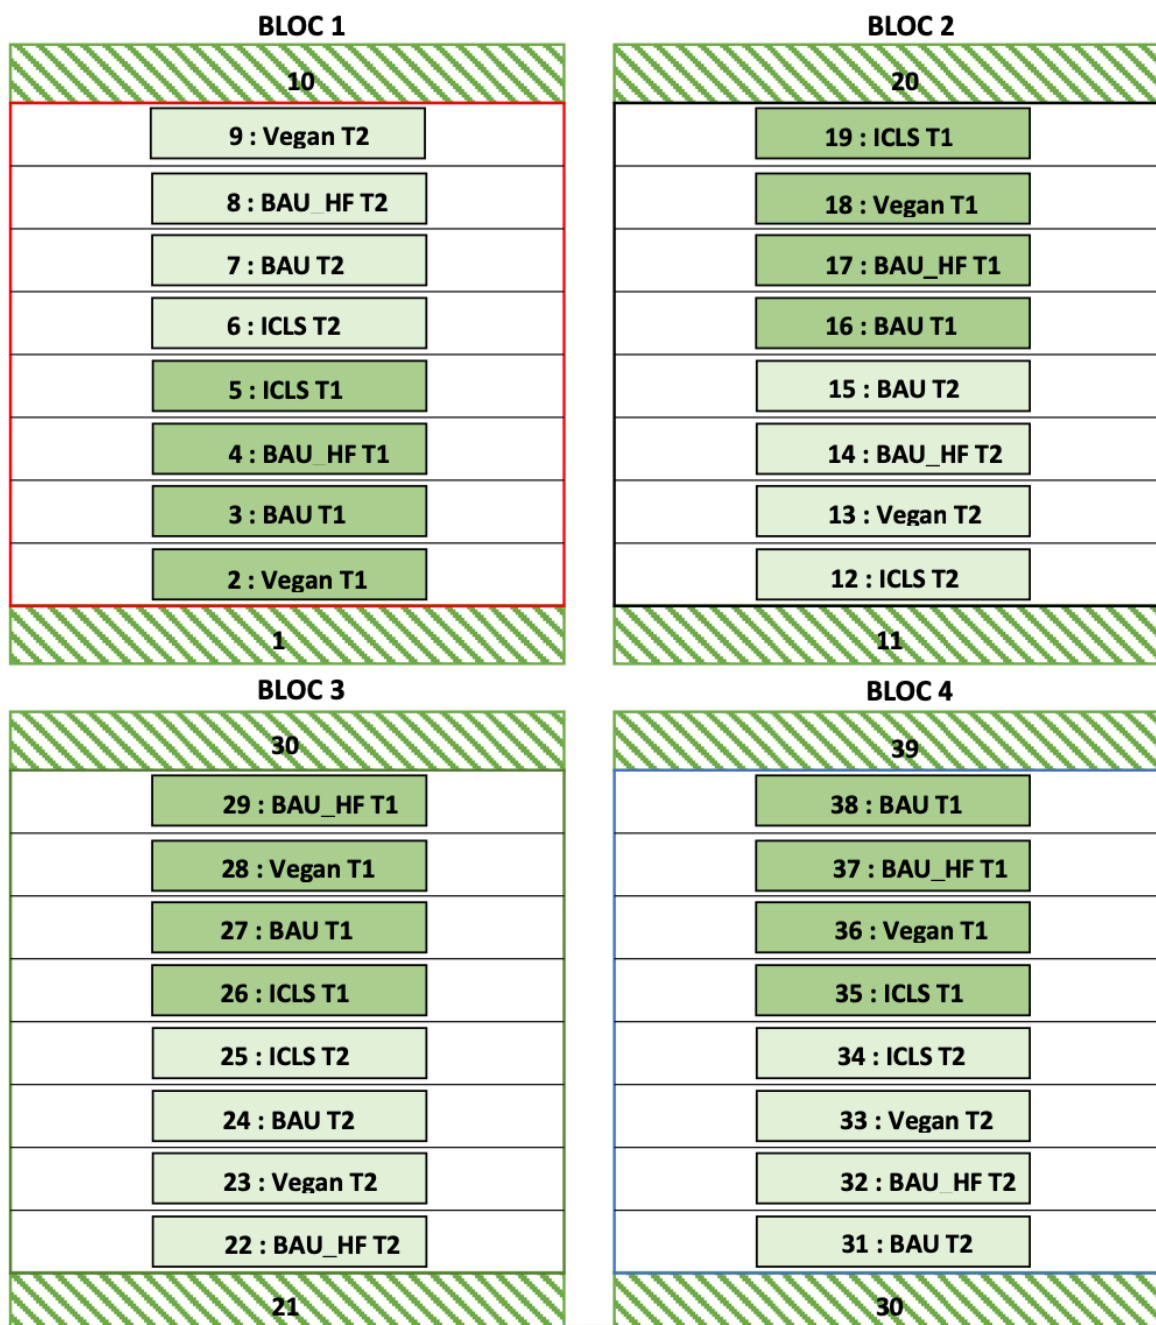 BLOC 1
10
9 : Vegan T2
8 : BAU_HF T2
7 : BAU T2
6 : ICLS T2
5 : ICLS T1
4 : BAU_HF T1
3 : BAU T1
2 : Vegan T1
1
BLOC 2
20
19 : ICLS T1
18 : Vegan T1
17 : BAU_HF T1
16 : BAU T1
15 : BAU T2
14 : BAU_HF T2
13 : Vegan T2
12 : ICLS T2
11
BLOC 3
30
29 : BAU_HF T1
28 : Vegan T1
27 : BAU T1
26 : ICLS T1
25 : ICLS T2
24 : BAU T2
23 : Vegan T2
22 : BAU_HF T2
21
BLOC 4
39
38 : BAU T1
37 : BAU_HF T1
36 : Vegan T1
35 : ICLS T1
34 : ICLS T2
33 : Vegan T2
32 : BAU_HF T2
31 : BAU T2
30